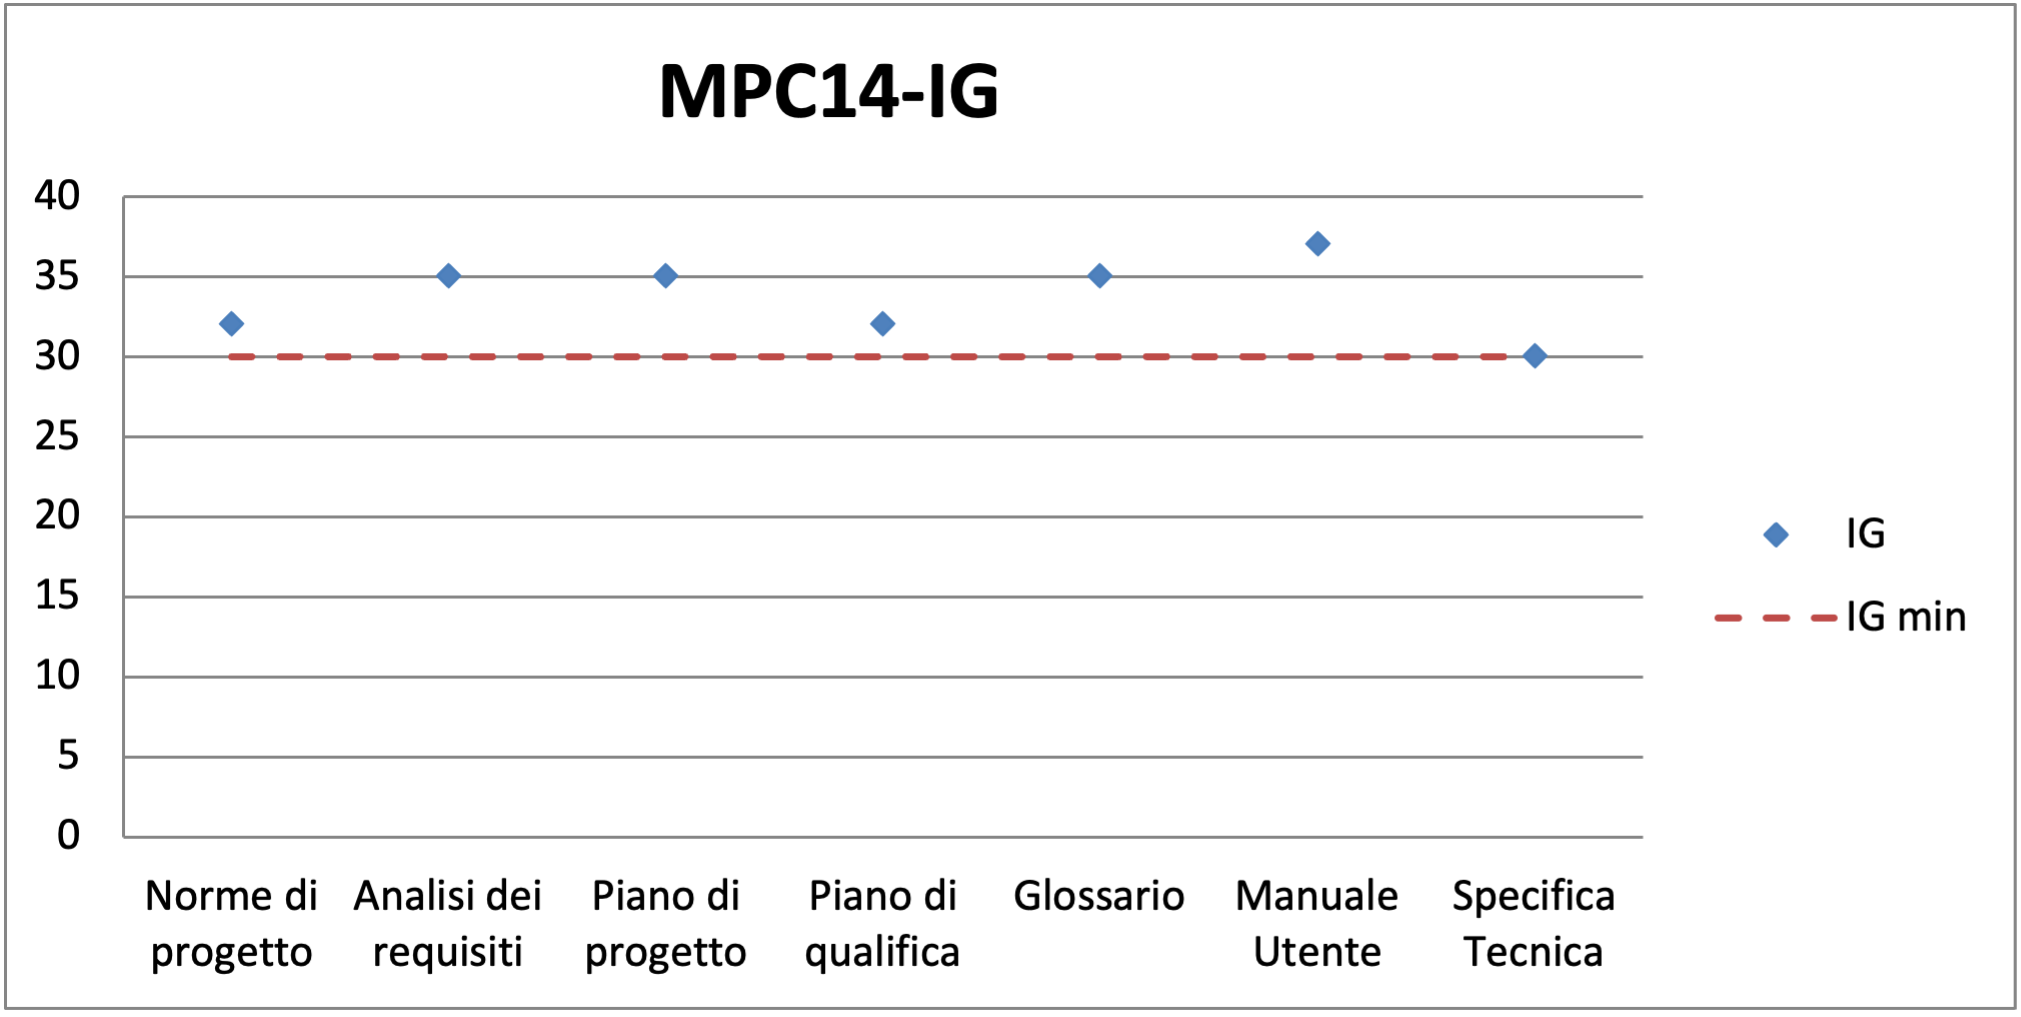 MPC14-IG
40
35
30
25
20
15
10
5
0
Norme di
progetto
Analisi dei
requisiti
Piano di
progetto
Piano di
qualifica
Glossario
Manuale
Utente
Specifica
Tecnica
IG
IG min